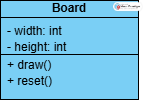 Board
- width: int
- height: int
+ draw()
+ reset()